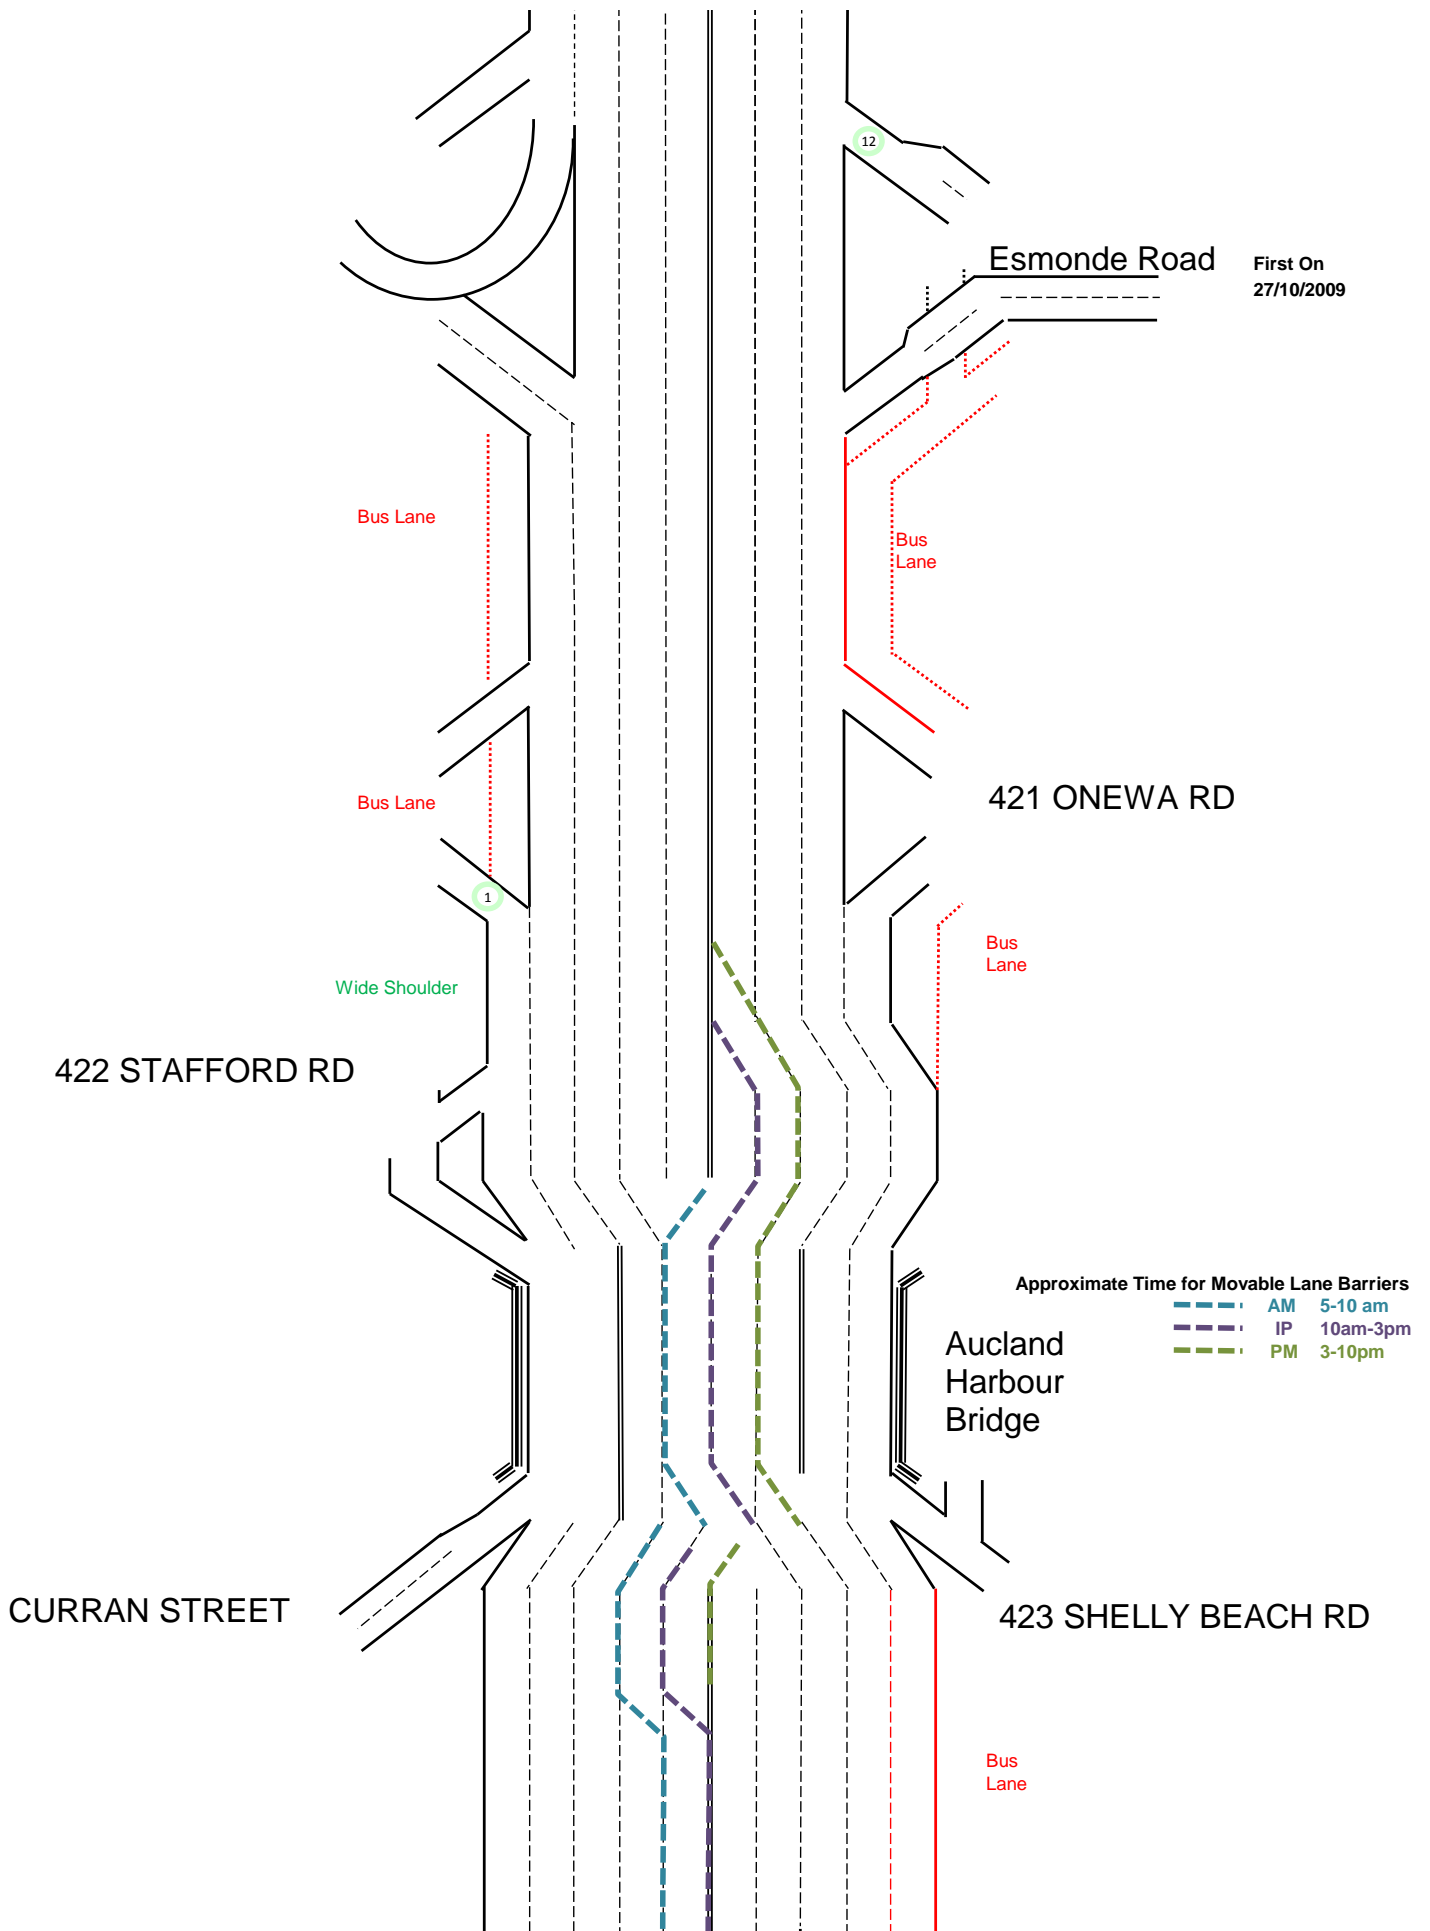 12
Esmonde Road
First On
27/10/2009
Bus Lane
Bus
Lane
421 ONEWA RD
Bus Lane
1
Bus
Lane
Wide Shoulder
422 STAFFORD RD
Approximate Time for Movable Lane Barriers
AM 5-10 am
IP 10am-3pm
PM 3-10pm
Aucland
Harbour
Bridge
CURRAN STREET
423 SHELLY BEACH RD
Bus
Lane